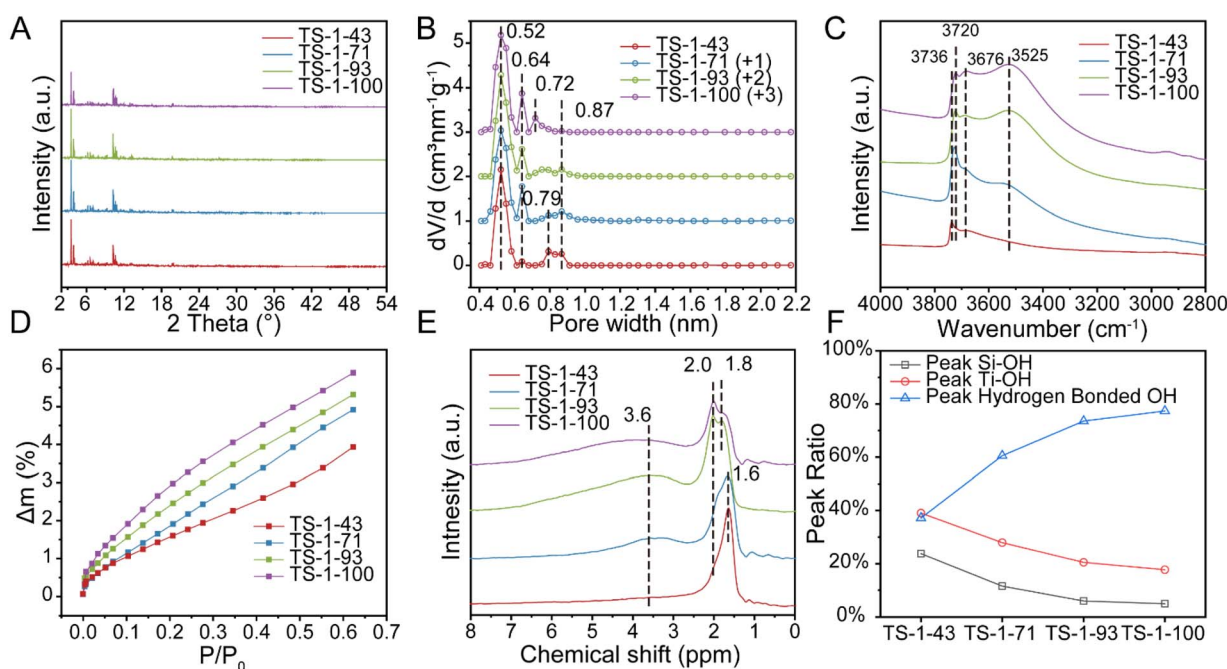 A
TS-1-43
TS-1-71
TS-1-93
TS-1-100
Intensity (a.u.)
2 6 12 18 24 30 36 42 48 54
2 Theta (°)
B
0.52
0.64
0.72
0.87
0.79
TS-1-43
TS-1-71 (+1)
TS-1-93 (+2)
TS-1-100 (+3)
dV/d (cm³nm⁻¹g⁻¹)
5
4
3
2
1
0
0.4 0.6 0.8 1.0 1.2 1.4 1.6 1.8 2.0 2.2
Pore width (nm)
C
3720
3736
3676
3525
TS-1-43
TS-1-71
TS-1-93
TS-1-100
Intensity (a.u.)
4000 3800 3600 3400 3200 3000 2800
Wavenumber (cm⁻¹)
D
Δm (%)
6
5
4
3
2
1
0
TS-1-43
TS-1-71
TS-1-93
TS-1-100
0.0 0.1 0.2 0.3 0.4 0.5 0.6 0.7
P/P₀
E
TS-1-43
TS-1-71
TS-1-93
TS-1-100
3.6
2.0
1.8
1.6
Intnesity (a.u.)
8 7 6 5 4 3 2 1 0
Chemical shift (ppm)
F
100%
80%
60%
40%
20%
0%
Peak Ratio
Peak Si-OH
Peak Ti-OH
Peak Hydrogen Bonded OH
TS-1-43 TS-1-71 TS-1-93 TS-1-100